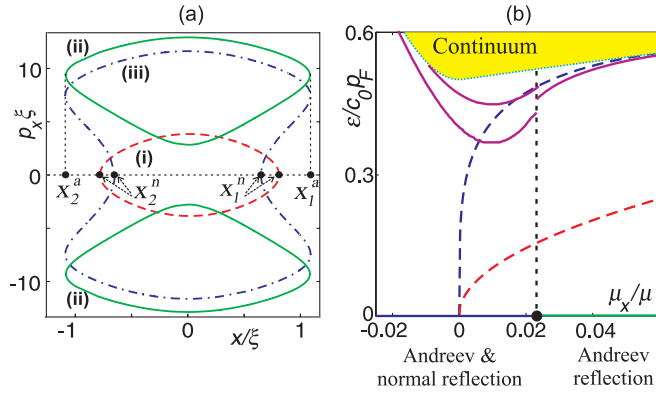 (a)
(ii)
(iii)
(i)
(ii)
10
0
-10
p_xξ
x_2^a
x_2^n
x_1^n
x_1^a
-1
0
1
x/ξ
(b)
Continuum
0.6
0.3
0
ε/c_0p_F
μ_x/μ
-0.02
0
0.02
0.04
Andreev &
normal reflection
Andreev
reflection